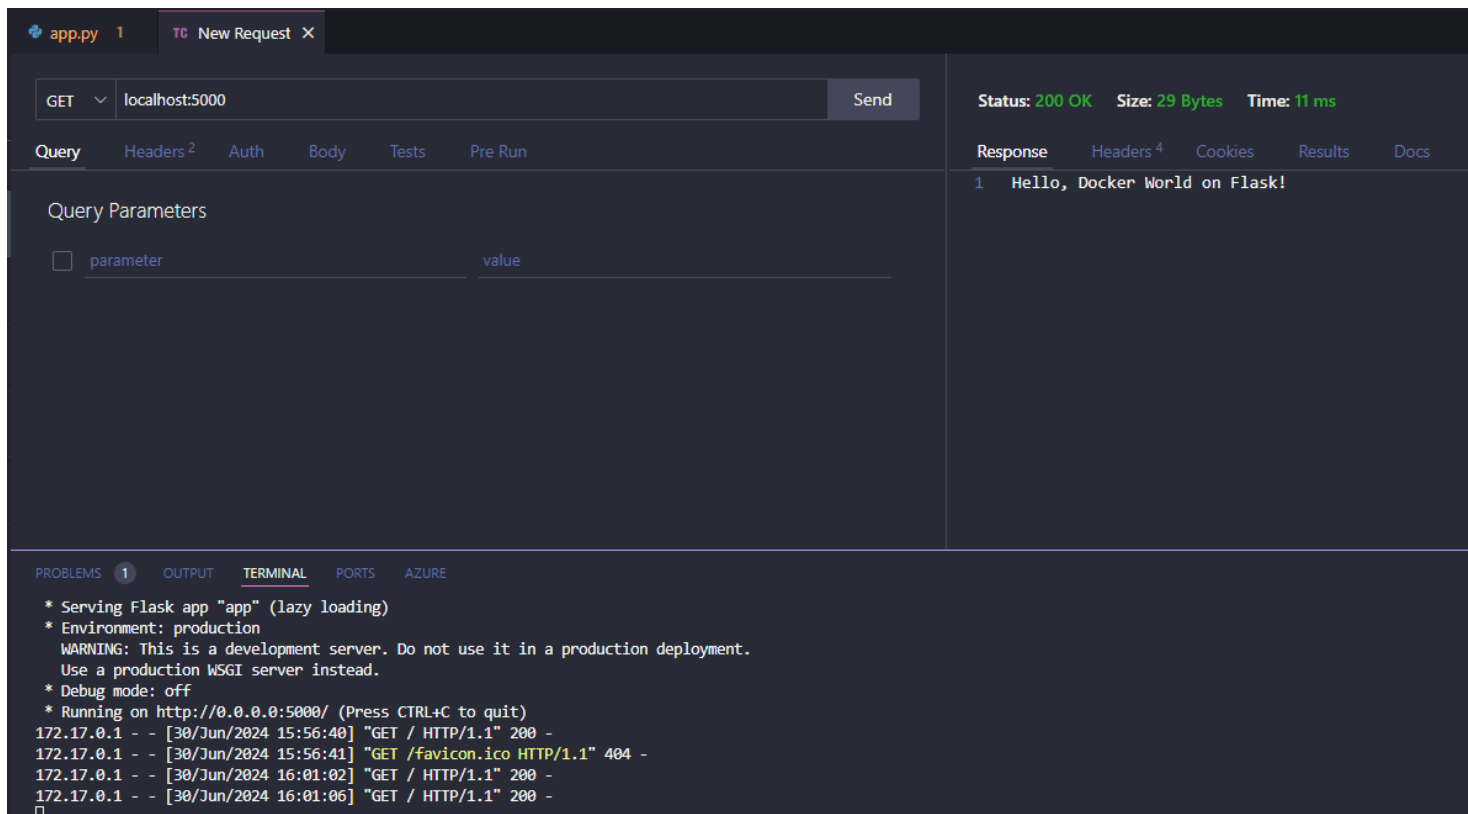 app.py 1 TC New Request ✕
GET localhost:5000 Send
Query Headers 2 Auth Body Tests Pre Run
Query Parameters
parameter value
Status: 200 OK Size: 29 Bytes Time: 11 ms
Response Headers 4 Cookies Results Docs
1 Hello, Docker World on Flask!
PROBLEMS 1 OUTPUT TERMINAL PORTS AZURE
* Serving Flask app "app" (lazy loading)
* Environment: production
WARNING: This is a development server. Do not use it in a production deployment.
Use a production WSGI server instead.
* Debug mode: off
* Running on http://0.0.0.0:5000/ (Press CTRL+C to quit)
172.17.0.1 - - [30/Jun/2024 15:56:40] "GET / HTTP/1.1" 200 -
172.17.0.1 - - [30/Jun/2024 15:56:41] "GET /favicon.ico HTTP/1.1" 404 -
172.17.0.1 - - [30/Jun/2024 16:01:02] "GET / HTTP/1.1" 200 -
172.17.0.1 - - [30/Jun/2024 16:01:06] "GET / HTTP/1.1" 200 -